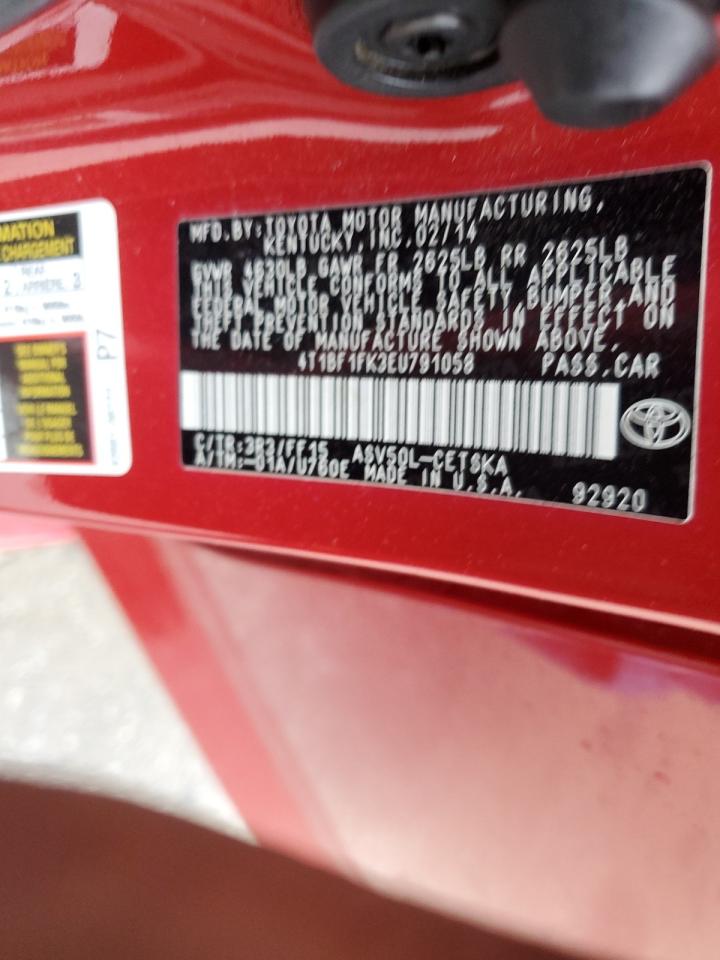 MFD.BY:TOYOTA MOTOR MANUFACTURING,
KENTUCKY,INC.02/14
GVWR 4630LB GAWR FR 2625LB RR 2625LB
THIS VEHICLE CONFORMS TO ALL APPLICABLE
FEDERAL MOTOR VEHICLE SAFETY,BUMPER,AND
THEFT PREVENTION STANDARDS IN EFFECT ON
THE DATE OF MANUFACTURE SHOWN ABOVE.
4T1BF1FK3EU791058 PASS.CAR
C/TR:3R3/FF15 ASV50L-CETSKA
A/TM:-01A/U760E MADE IN U.S.A.
92920
MATION
CHARGEMENT
P7